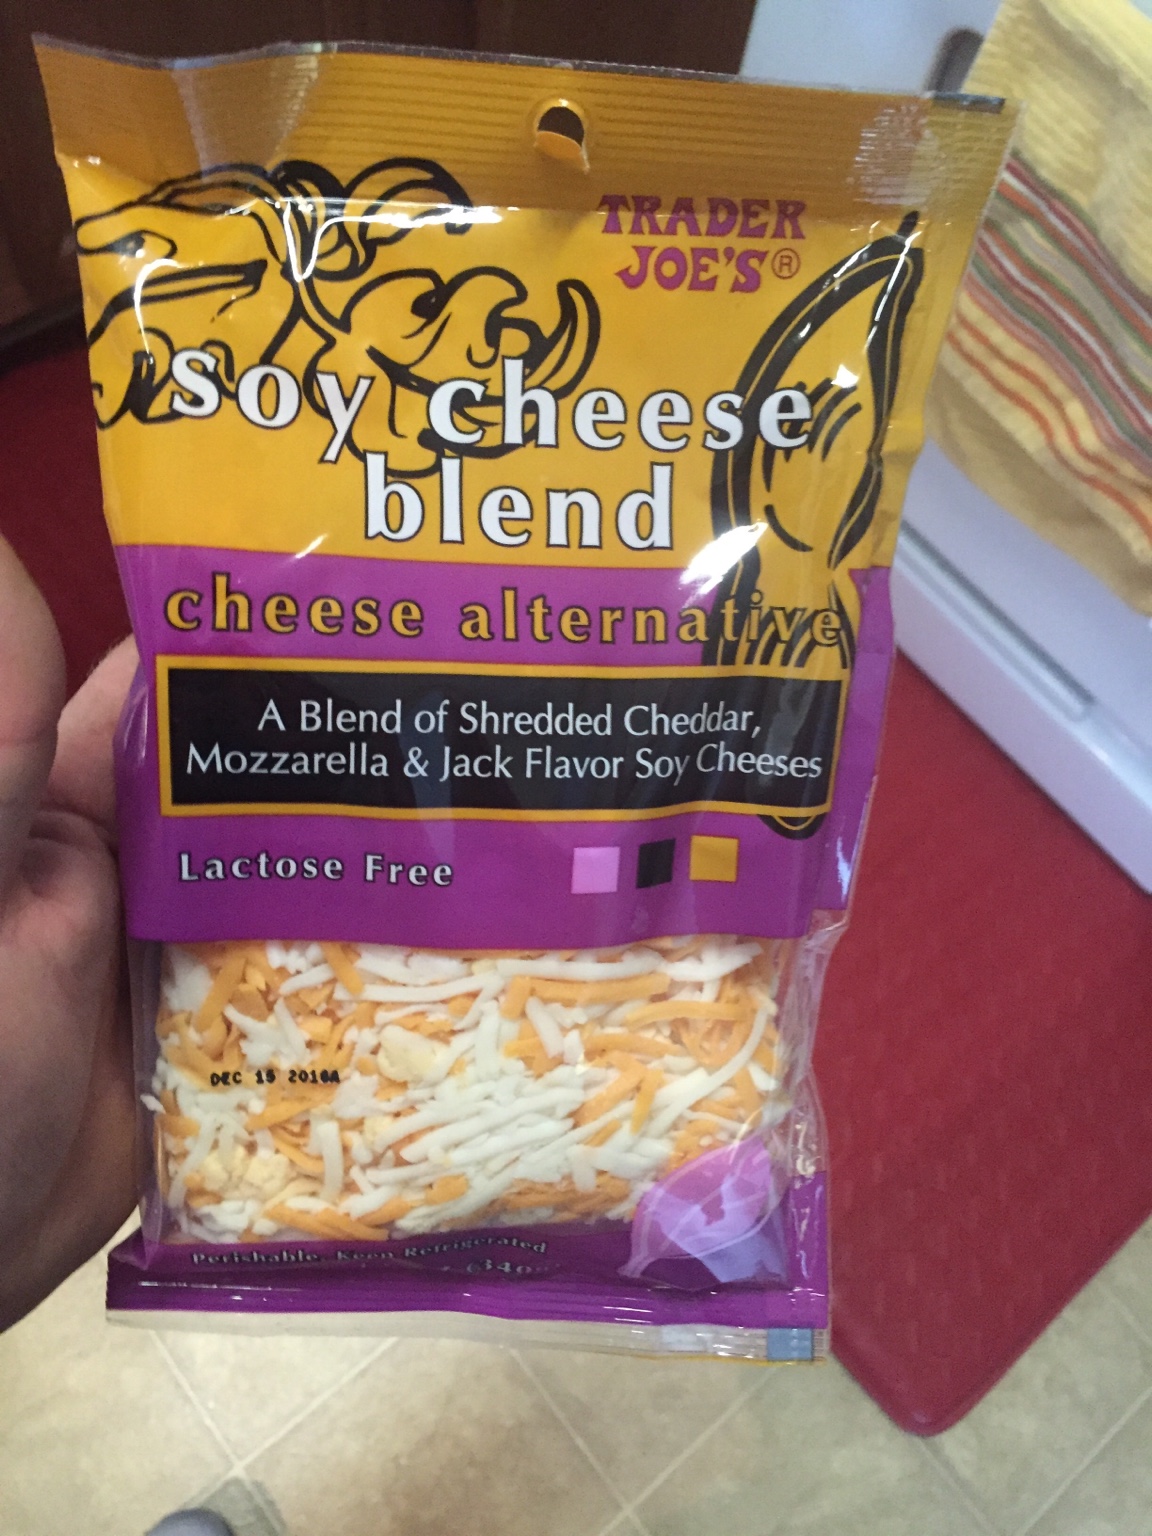 TRADER
JOE'S®
soy cheese
blend
cheese alternative
A Blend of Shredded Cheddar,
Mozzarella & Jack Flavor Soy Cheeses
Lactose Free
DEC 15 2016A
Perishable. Keep Refrigerated